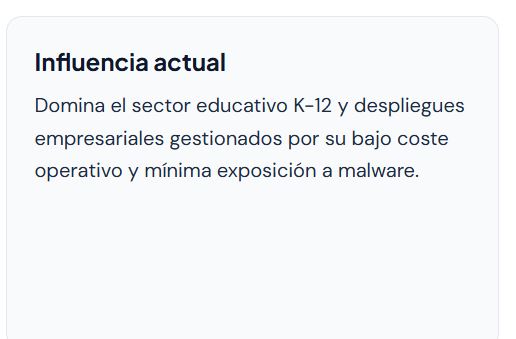 Influencia actual
Domina el sector educativo K-12 y despliegues
empresariales gestionados por su bajo coste
operativo y mínima exposición a malware.